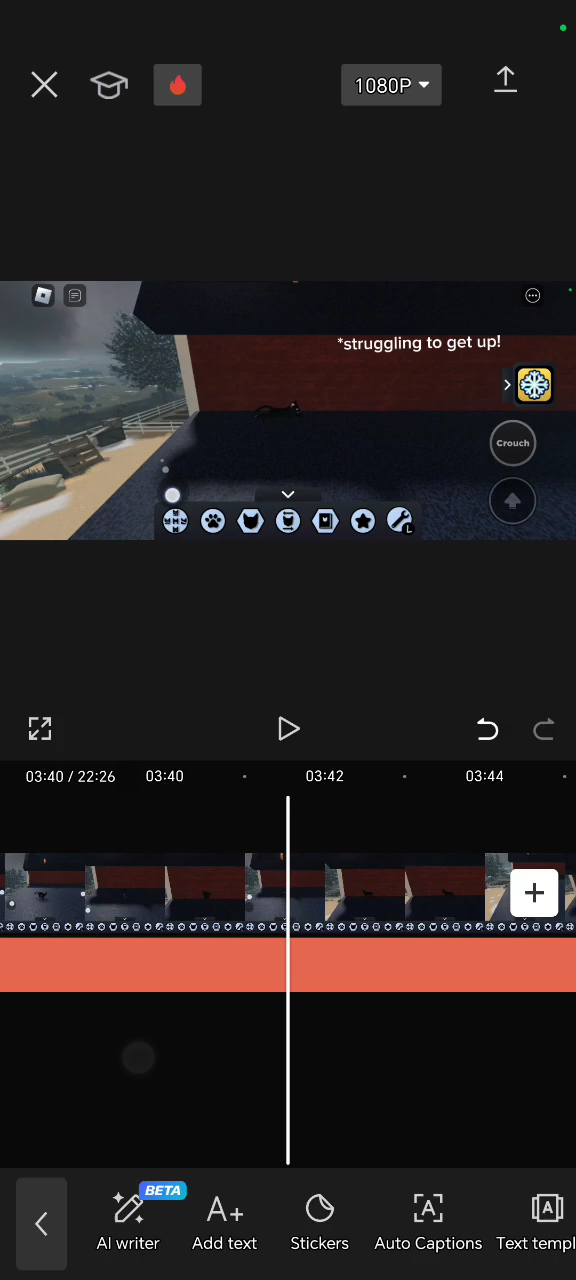 1080P
*struggling to get up!
Crouch
L
03:40 / 22:26 03:40 03:42 03:44
BETA
AI writer Add text Stickers Auto Captions Text templ